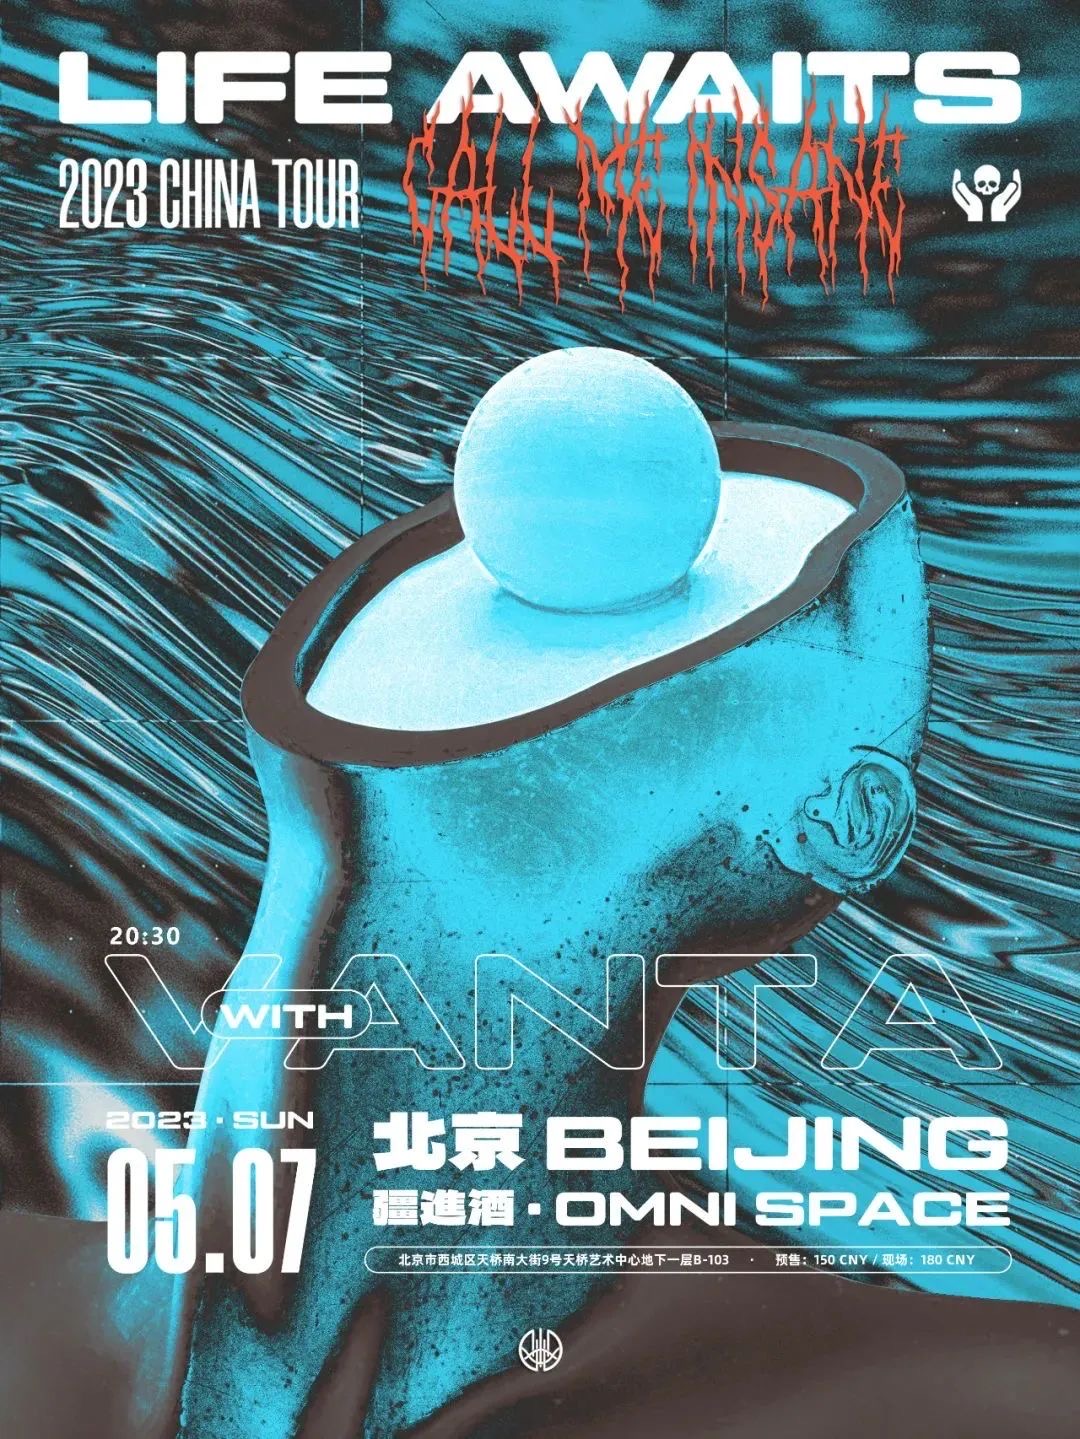 LIFE AWAITS
2023 CHINA TOUR
CALL ME INSANE
20:30
VANTA
WITH
2023·SUN
05.07
北京 BEIJING
疆進酒·OMNI SPACE
北京市西城区天桥南大街9号天桥艺术中心地下一层B-103 · 预售：150 CNY / 现场：180 CNY